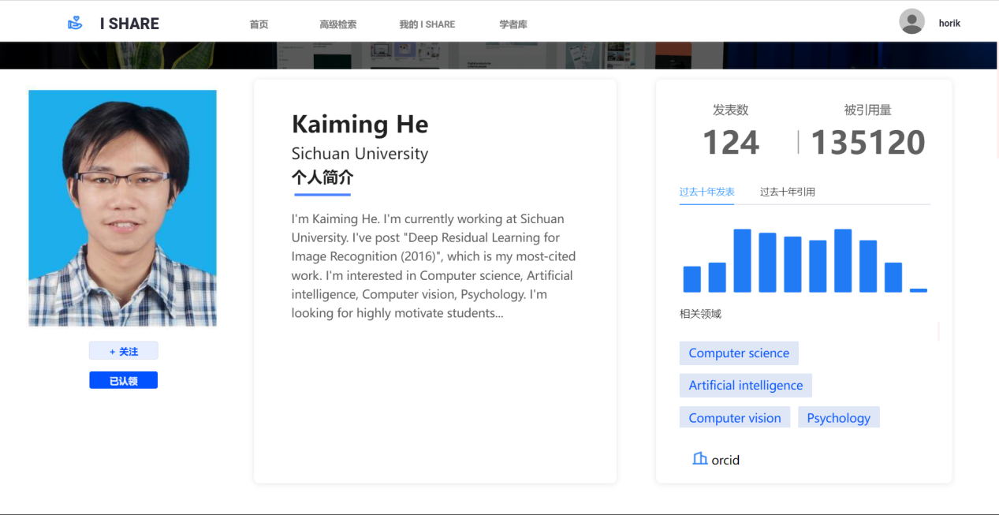 I SHARE
首页
高级检索
我的 I SHARE
学者库
horik
+ 关注
已认领
Kaiming He
Sichuan University
个人简介
I'm Kaiming He. I'm currently working at Sichuan
University. I've post "Deep Residual Learning for
Image Recognition (2016)", which is my most-cited
work. I'm interested in Computer science, Artificial
intelligence, Computer vision, Psychology. I'm
looking for highly motivate students...
发表数
被引用量
124
135120
过去十年发表
过去十年引用
相关领域
Computer science
Artificial intelligence
Computer vision
Psychology
orcid